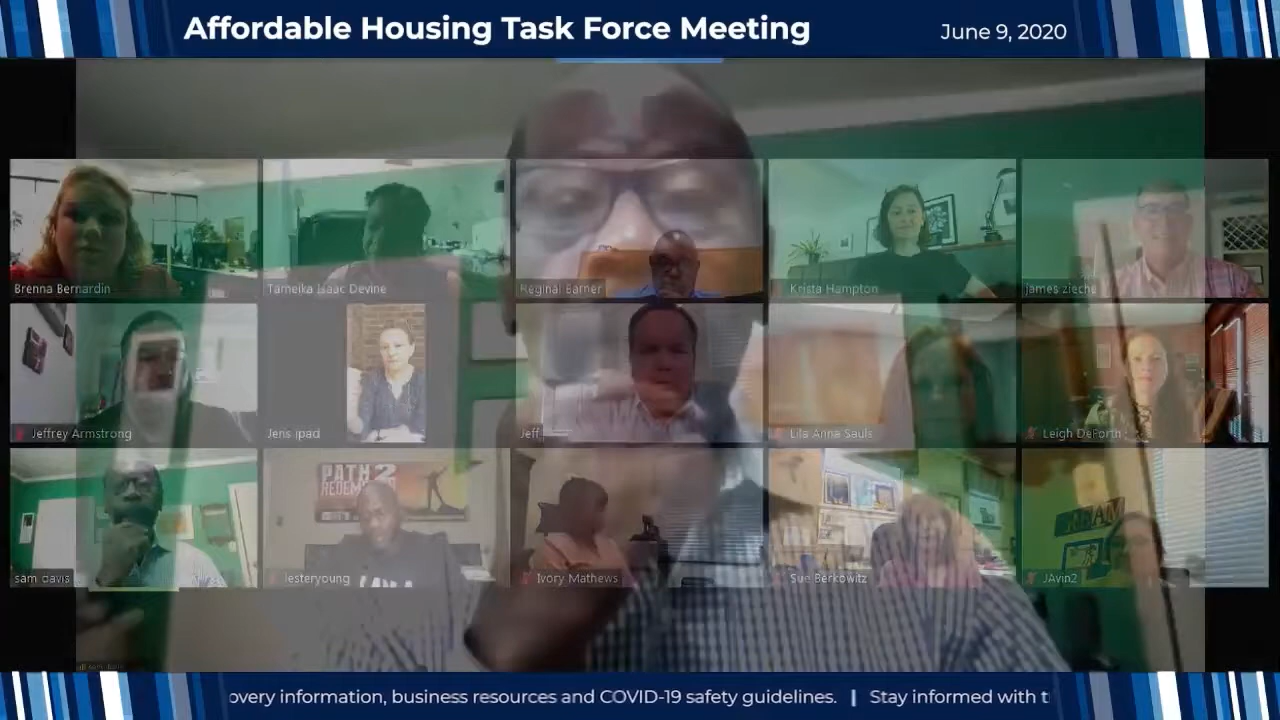 Affordable Housing Task Force Meeting
June 9, 2020
Brenna Bernardin
Tameika Isaac Devine
Reginal Barner
Krista Hampton
james zieche
Jeffrey Armstrong
Jens ipad
Jeff
Lila Anna Sauls
Leigh DeForth
PATH 2
sam davis
lesteryoung
Ivory Mathews
Sue Berkowitz
JAvin2
overy information, business resources and COVID-19 safety guidelines. | Stay informed with t